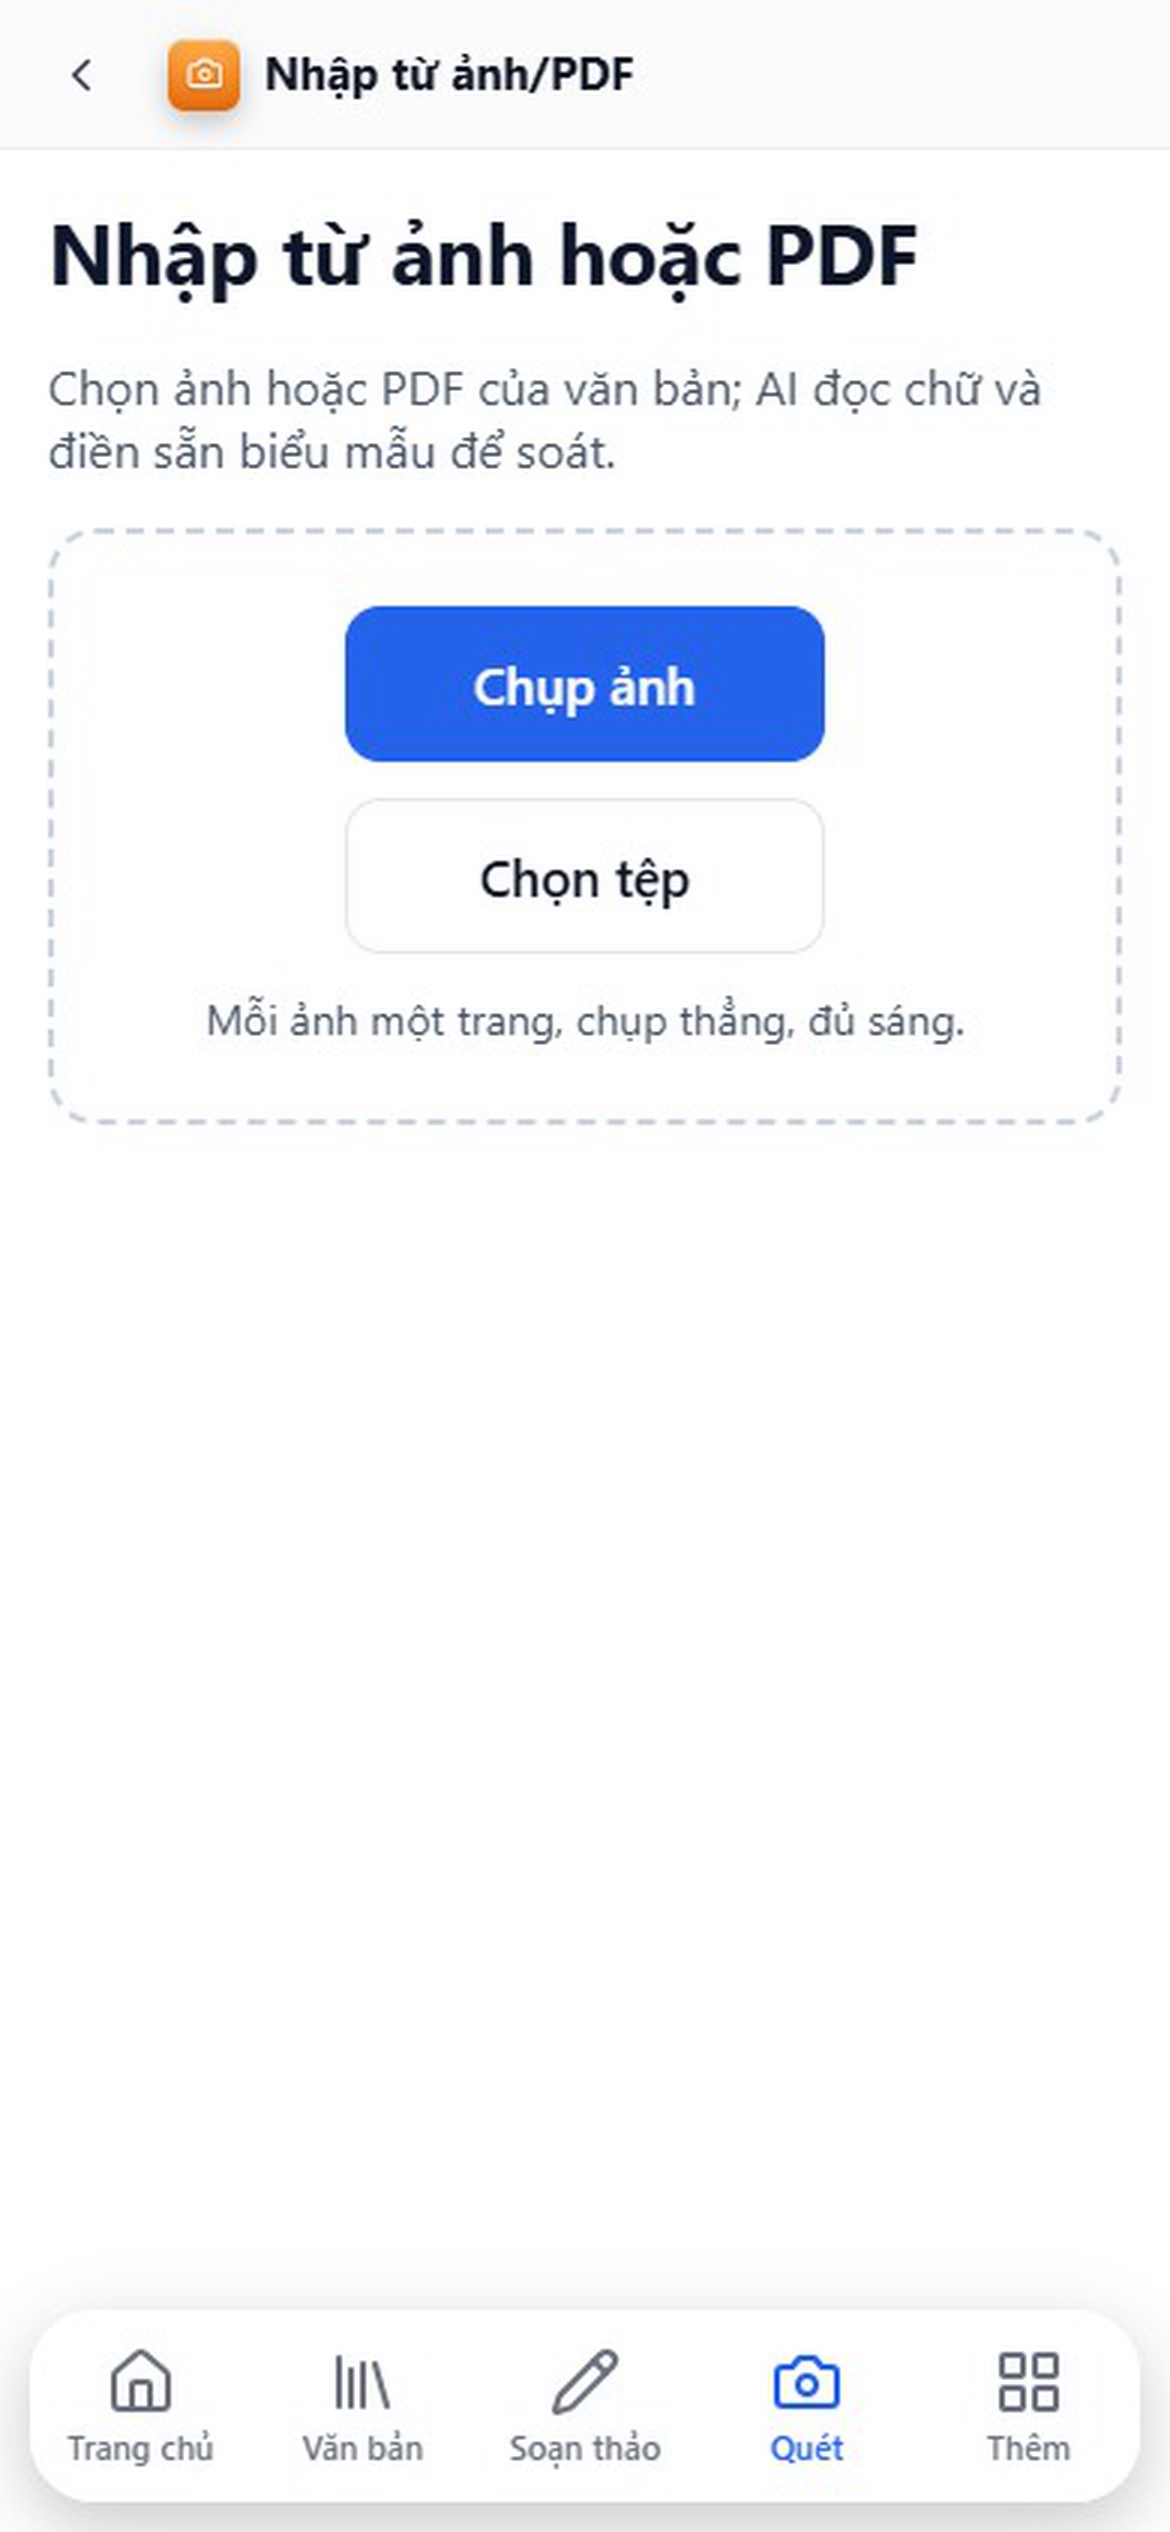 Nhập từ ảnh/PDF
Nhập từ ảnh hoặc PDF
Chọn ảnh hoặc PDF của văn bản; AI đọc chữ và
điền sẵn biểu mẫu để soát.
Chụp ảnh
Chọn tệp
Mỗi ảnh một trang, chụp thẳng, đủ sáng.
Trang chủ
Văn bản
Soạn thảo
Quét
Thêm